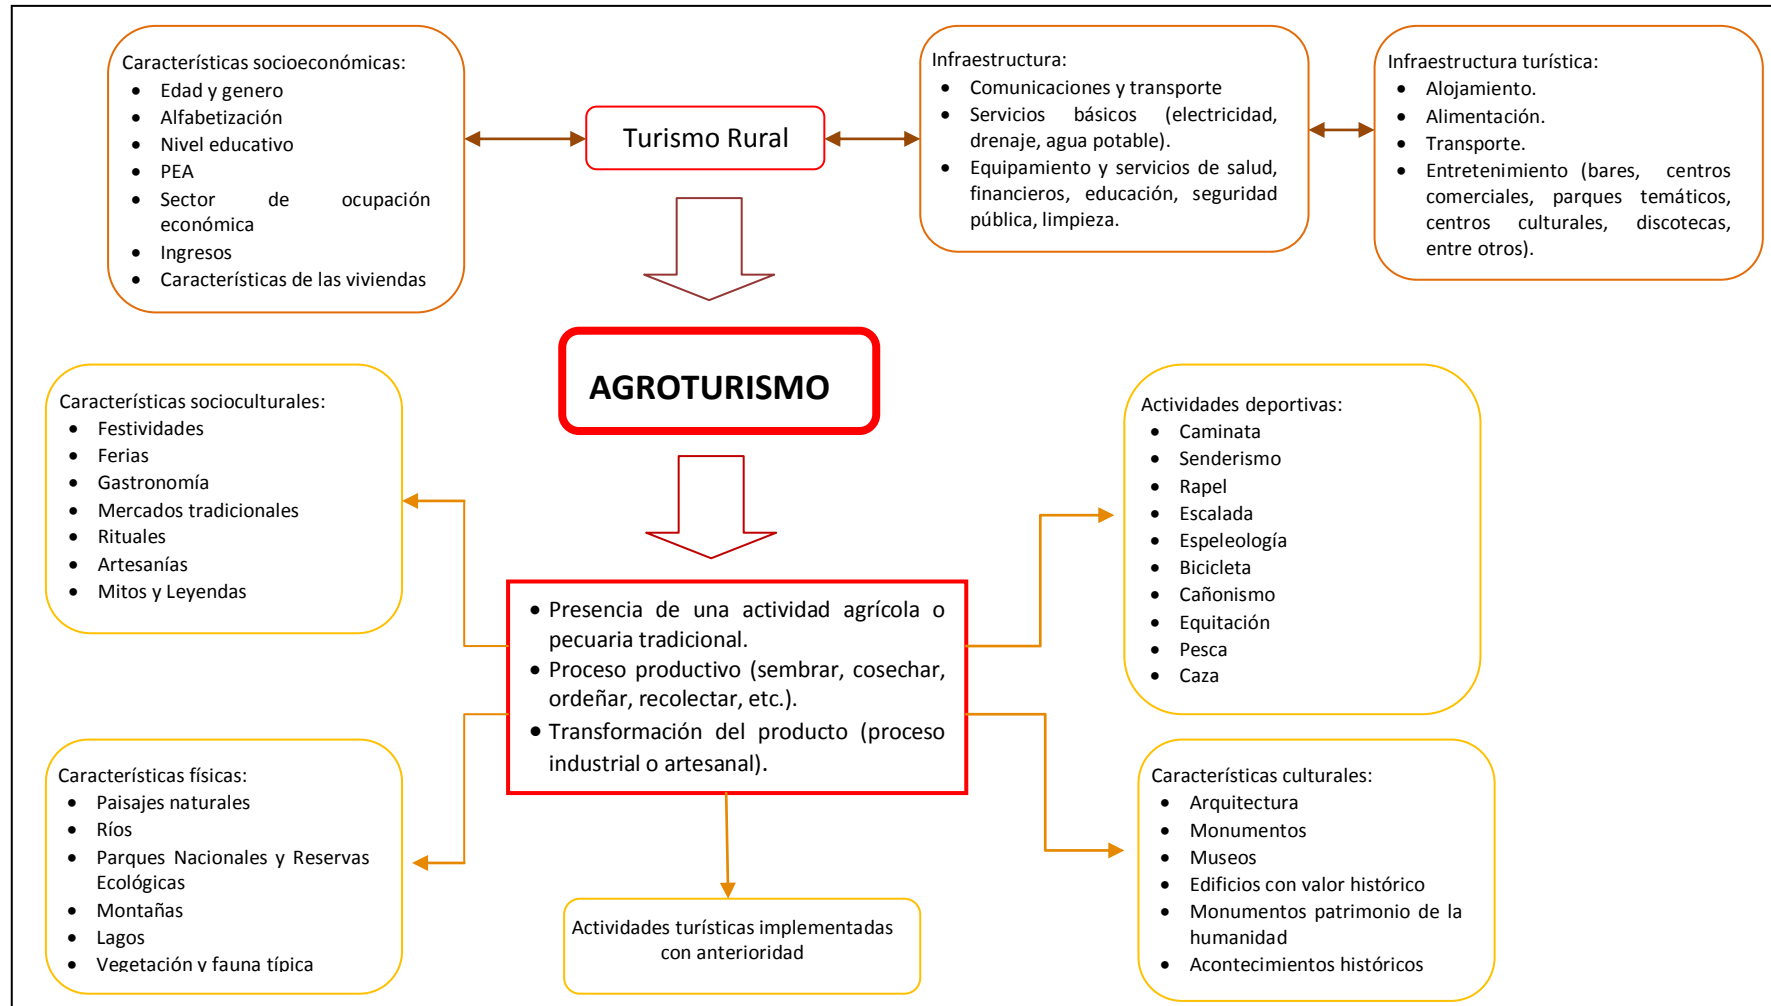 Características socioeconómicas:
• Edad y genero
• Alfabetización
• Nivel educativo
• PEA
• Sector de ocupación
económica
• Ingresos
• Características de las viviendas
Turismo Rural
Infraestructura:
• Comunicaciones y transporte
• Servicios básicos (electricidad,
drenaje, agua potable).
• Equipamiento y servicios de salud,
financieros, educación, seguridad
pública, limpieza.
Infraestructura turística:
• Alojamiento.
• Alimentación.
• Transporte.
• Entretenimiento (bares, centros
comerciales, parques temáticos,
centros culturales, discotecas,
entre otros).
AGROTURISMO
Características socioculturales:
• Festividades
• Ferias
• Gastronomía
• Mercados tradicionales
• Rituales
• Artesanías
• Mitos y Leyendas
Actividades deportivas:
• Caminata
• Senderismo
• Rapel
• Escalada
• Espeleología
• Bicicleta
• Cañonismo
• Equitación
• Pesca
• Caza
• Presencia de una actividad agrícola o
pecuaria tradicional.
• Proceso productivo (sembrar, cosechar,
ordeñar, recolectar, etc.).
• Transformación del producto (proceso
industrial o artesanal).
Características físicas:
• Paisajes naturales
• Ríos
• Parques Nacionales y Reservas
Ecológicas
• Montañas
• Lagos
• Vegetación y fauna típica
Actividades turísticas implementadas
con anterioridad
Características culturales:
• Arquitectura
• Monumentos
• Museos
• Edificios con valor histórico
• Monumentos patrimonio de la
humanidad
• Acontecimientos históricos